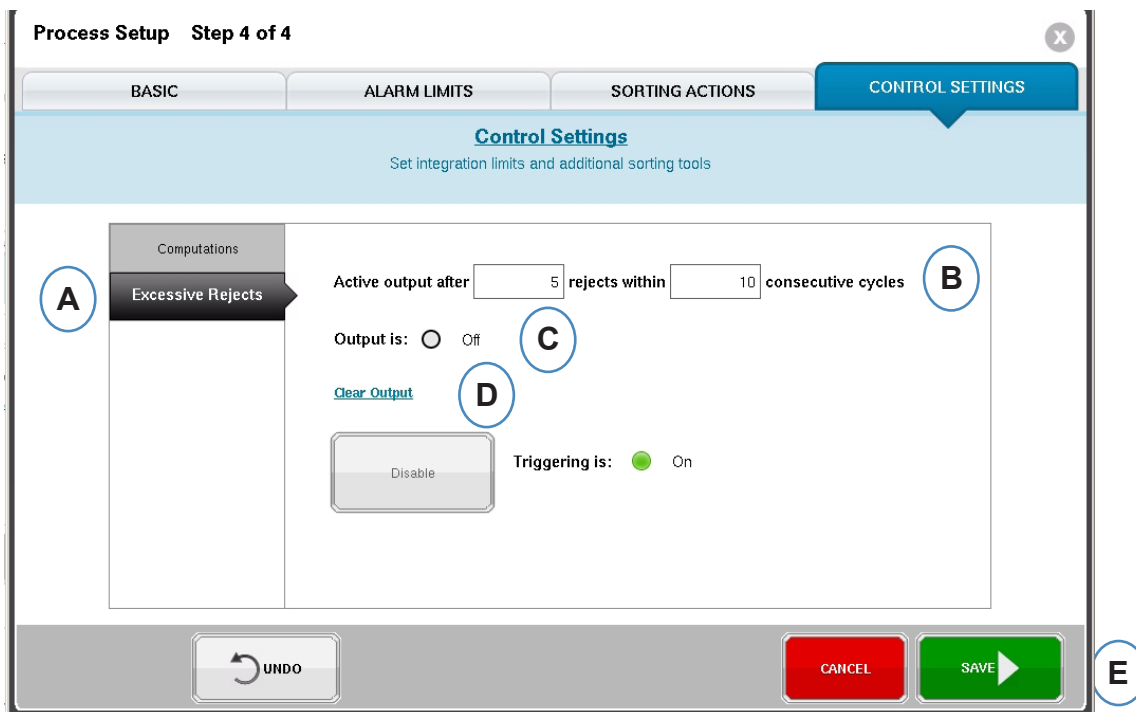 Process Setup Step 4 of 4
X
BASIC
ALARM LIMITS
SORTING ACTIONS
CONTROL SETTINGS
Control Settings
Set integration limits and additional sorting tools
Computations
A
Excessive Rejects
Active output after 5 rejects within 10 consecutive cycles
B
Output is: Off
C
Clear Output
D
Disable
Triggering is: On
UNDO
CANCEL
SAVE
E